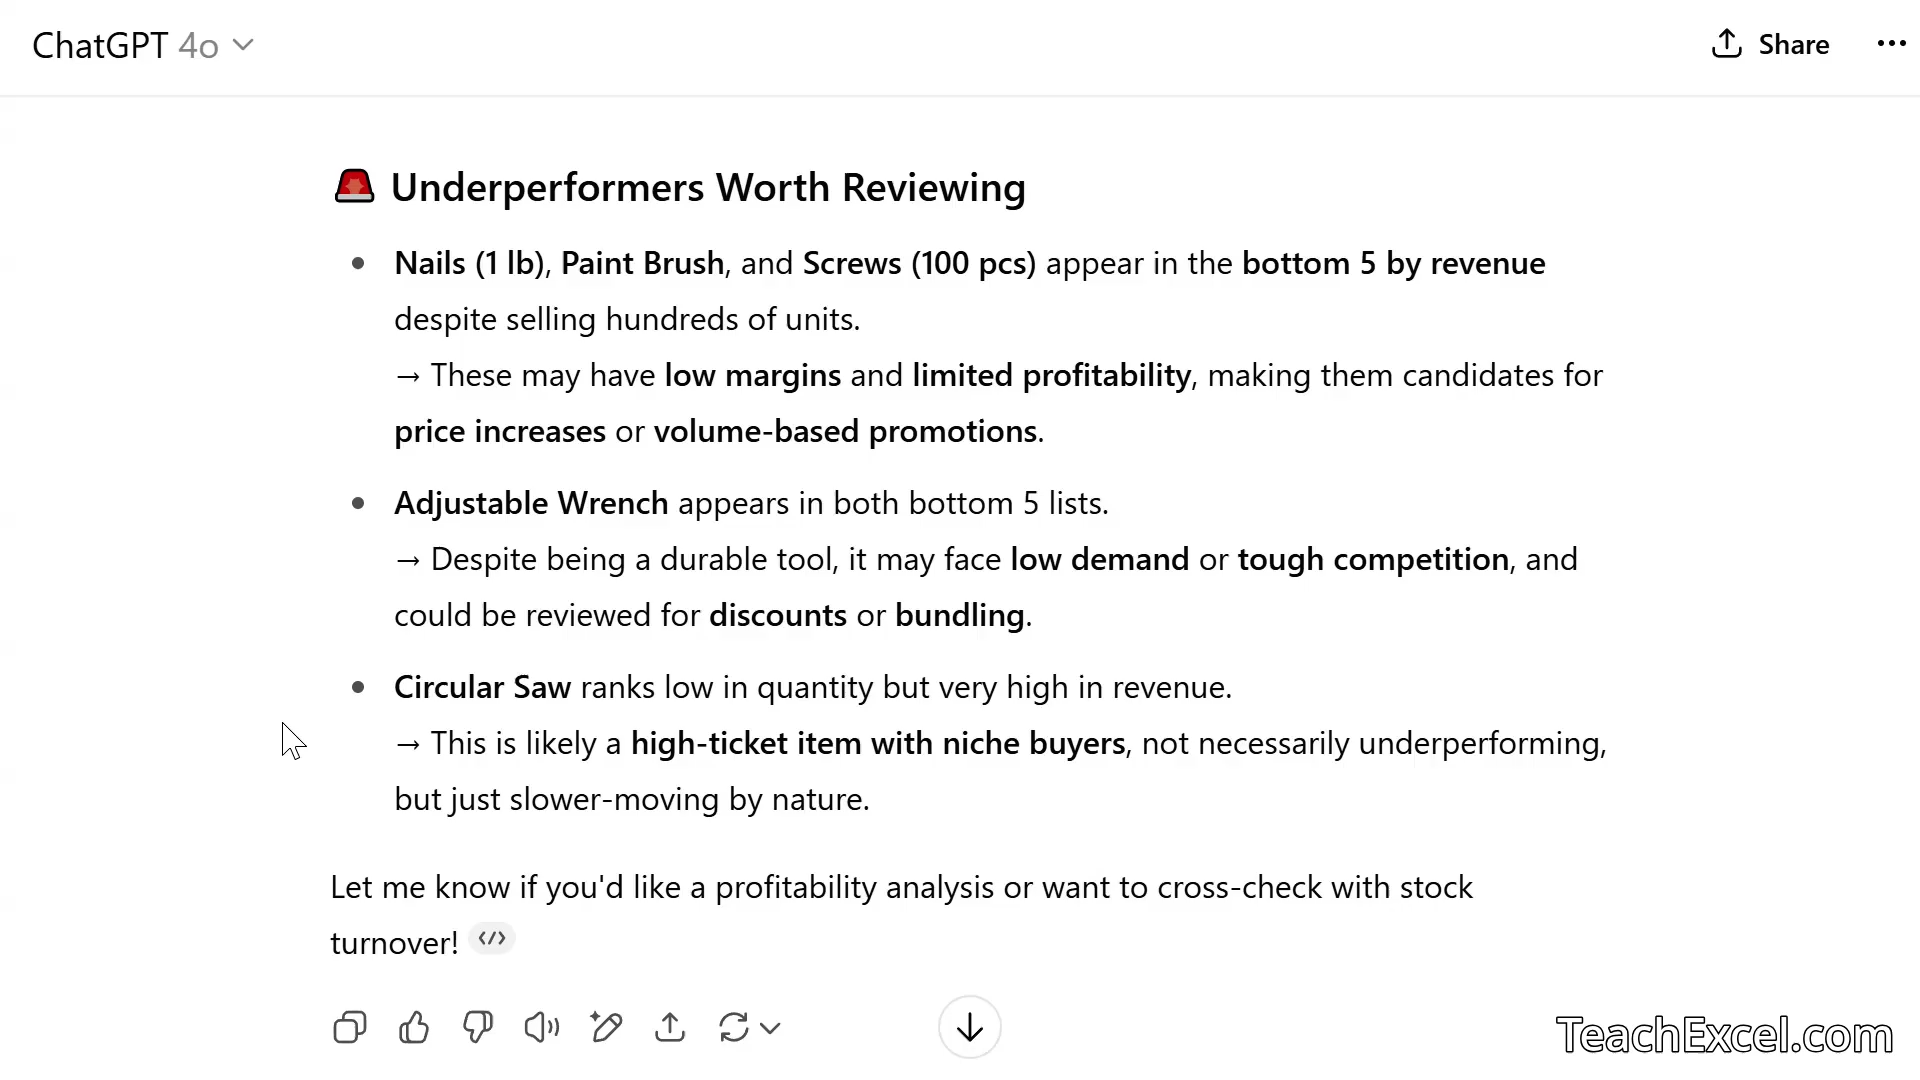 ChatGPT 4o
Share
Underperformers Worth Reviewing
Nails (1 lb), Paint Brush, and Screws (100 pcs) appear in the bottom 5 by revenue
despite selling hundreds of units.
→ These may have low margins and limited profitability, making them candidates for
price increases or volume-based promotions.
Adjustable Wrench appears in both bottom 5 lists.
→ Despite being a durable tool, it may face low demand or tough competition, and
could be reviewed for discounts or bundling.
Circular Saw ranks low in quantity but very high in revenue.
→ This is likely a high-ticket item with niche buyers, not necessarily underperforming,
but just slower-moving by nature.
Let me know if you'd like a profitability analysis or want to cross-check with stock
turnover!
TeachExcel.com